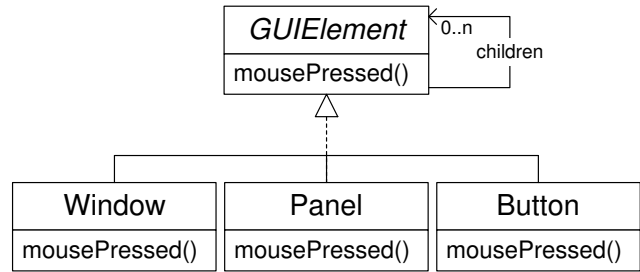 GUIElement
0..n
children
mousePressed()
Window
Panel
Button
mousePressed()
mousePressed()
mousePressed()